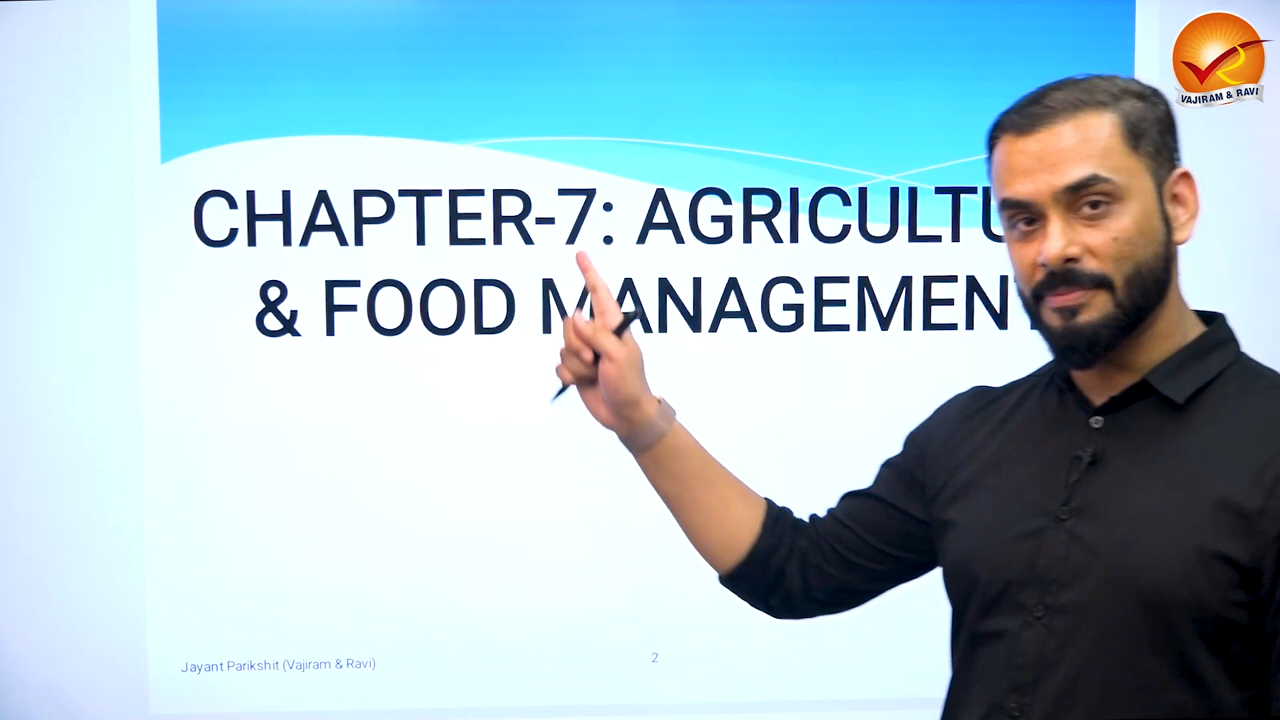 VAJIRAM & RAVI
CHAPTER-7: AGRICULTU
& FOOD MANAGEMEN
Jayant Parikshit (Vajiram & Ravi)
2